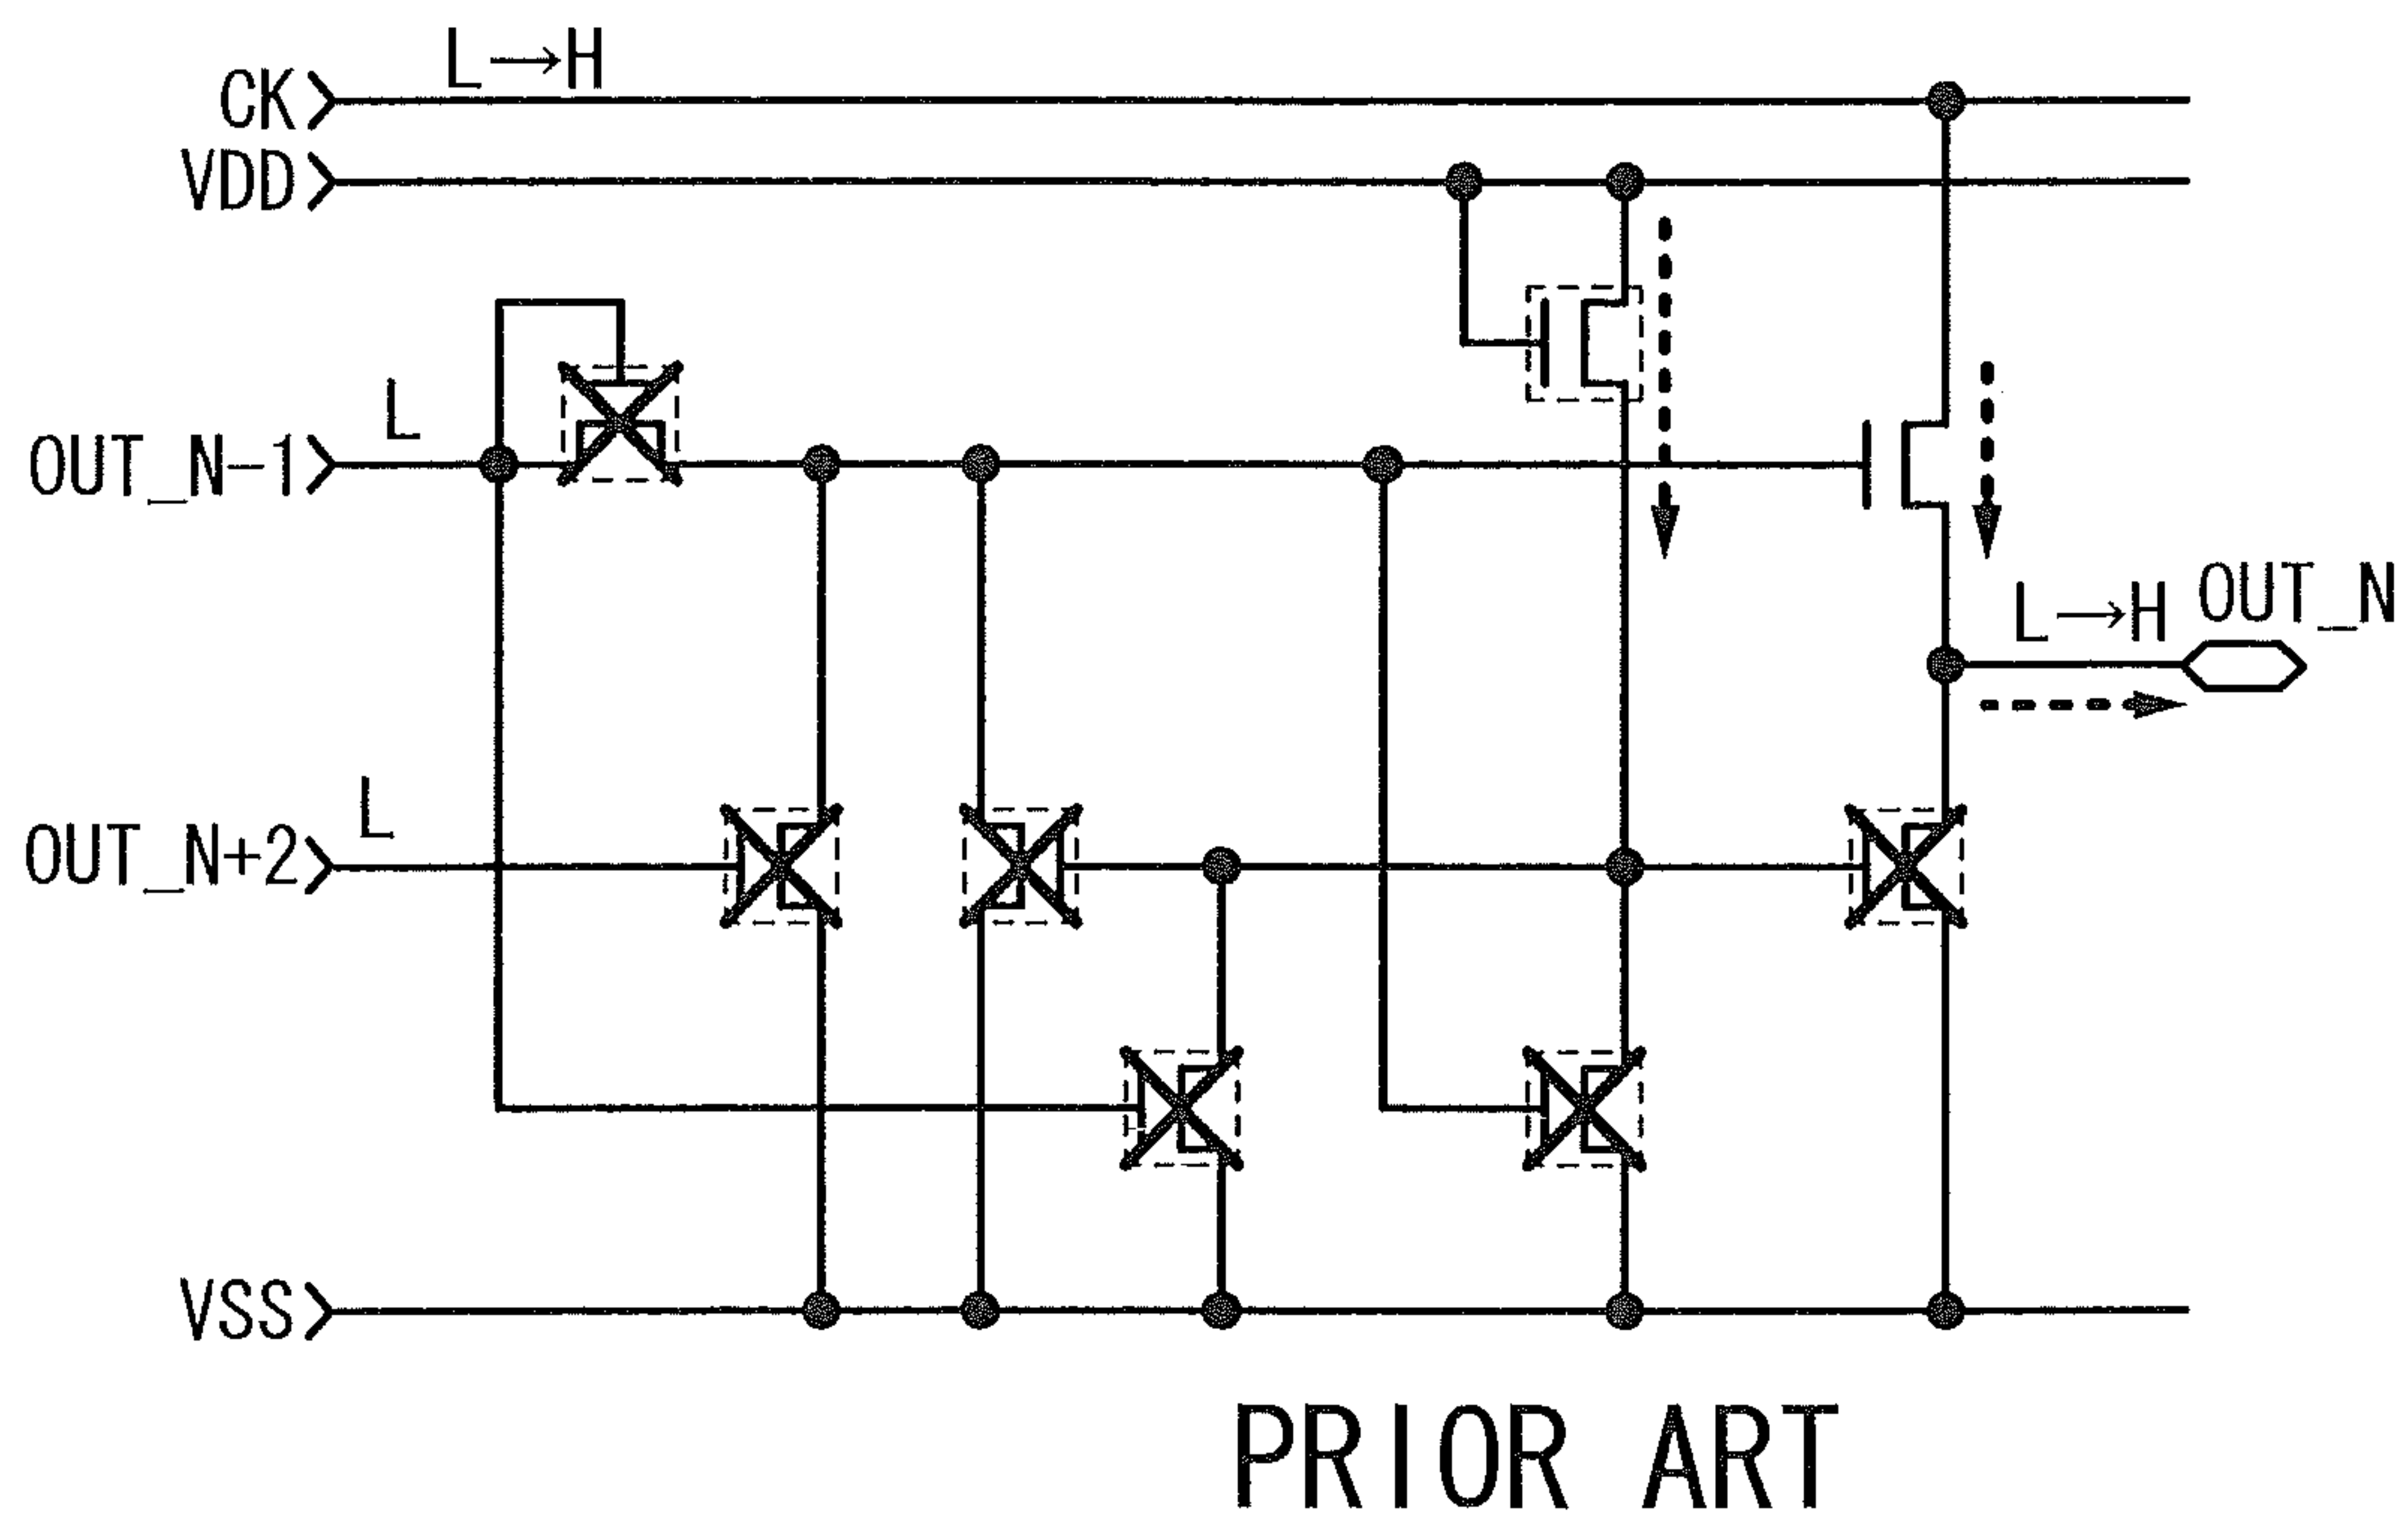 L→H
CK
VDD
L
OUT_N-1
L→H
OUT_N
L
OUT_N+2
VSS
PRIOR ART